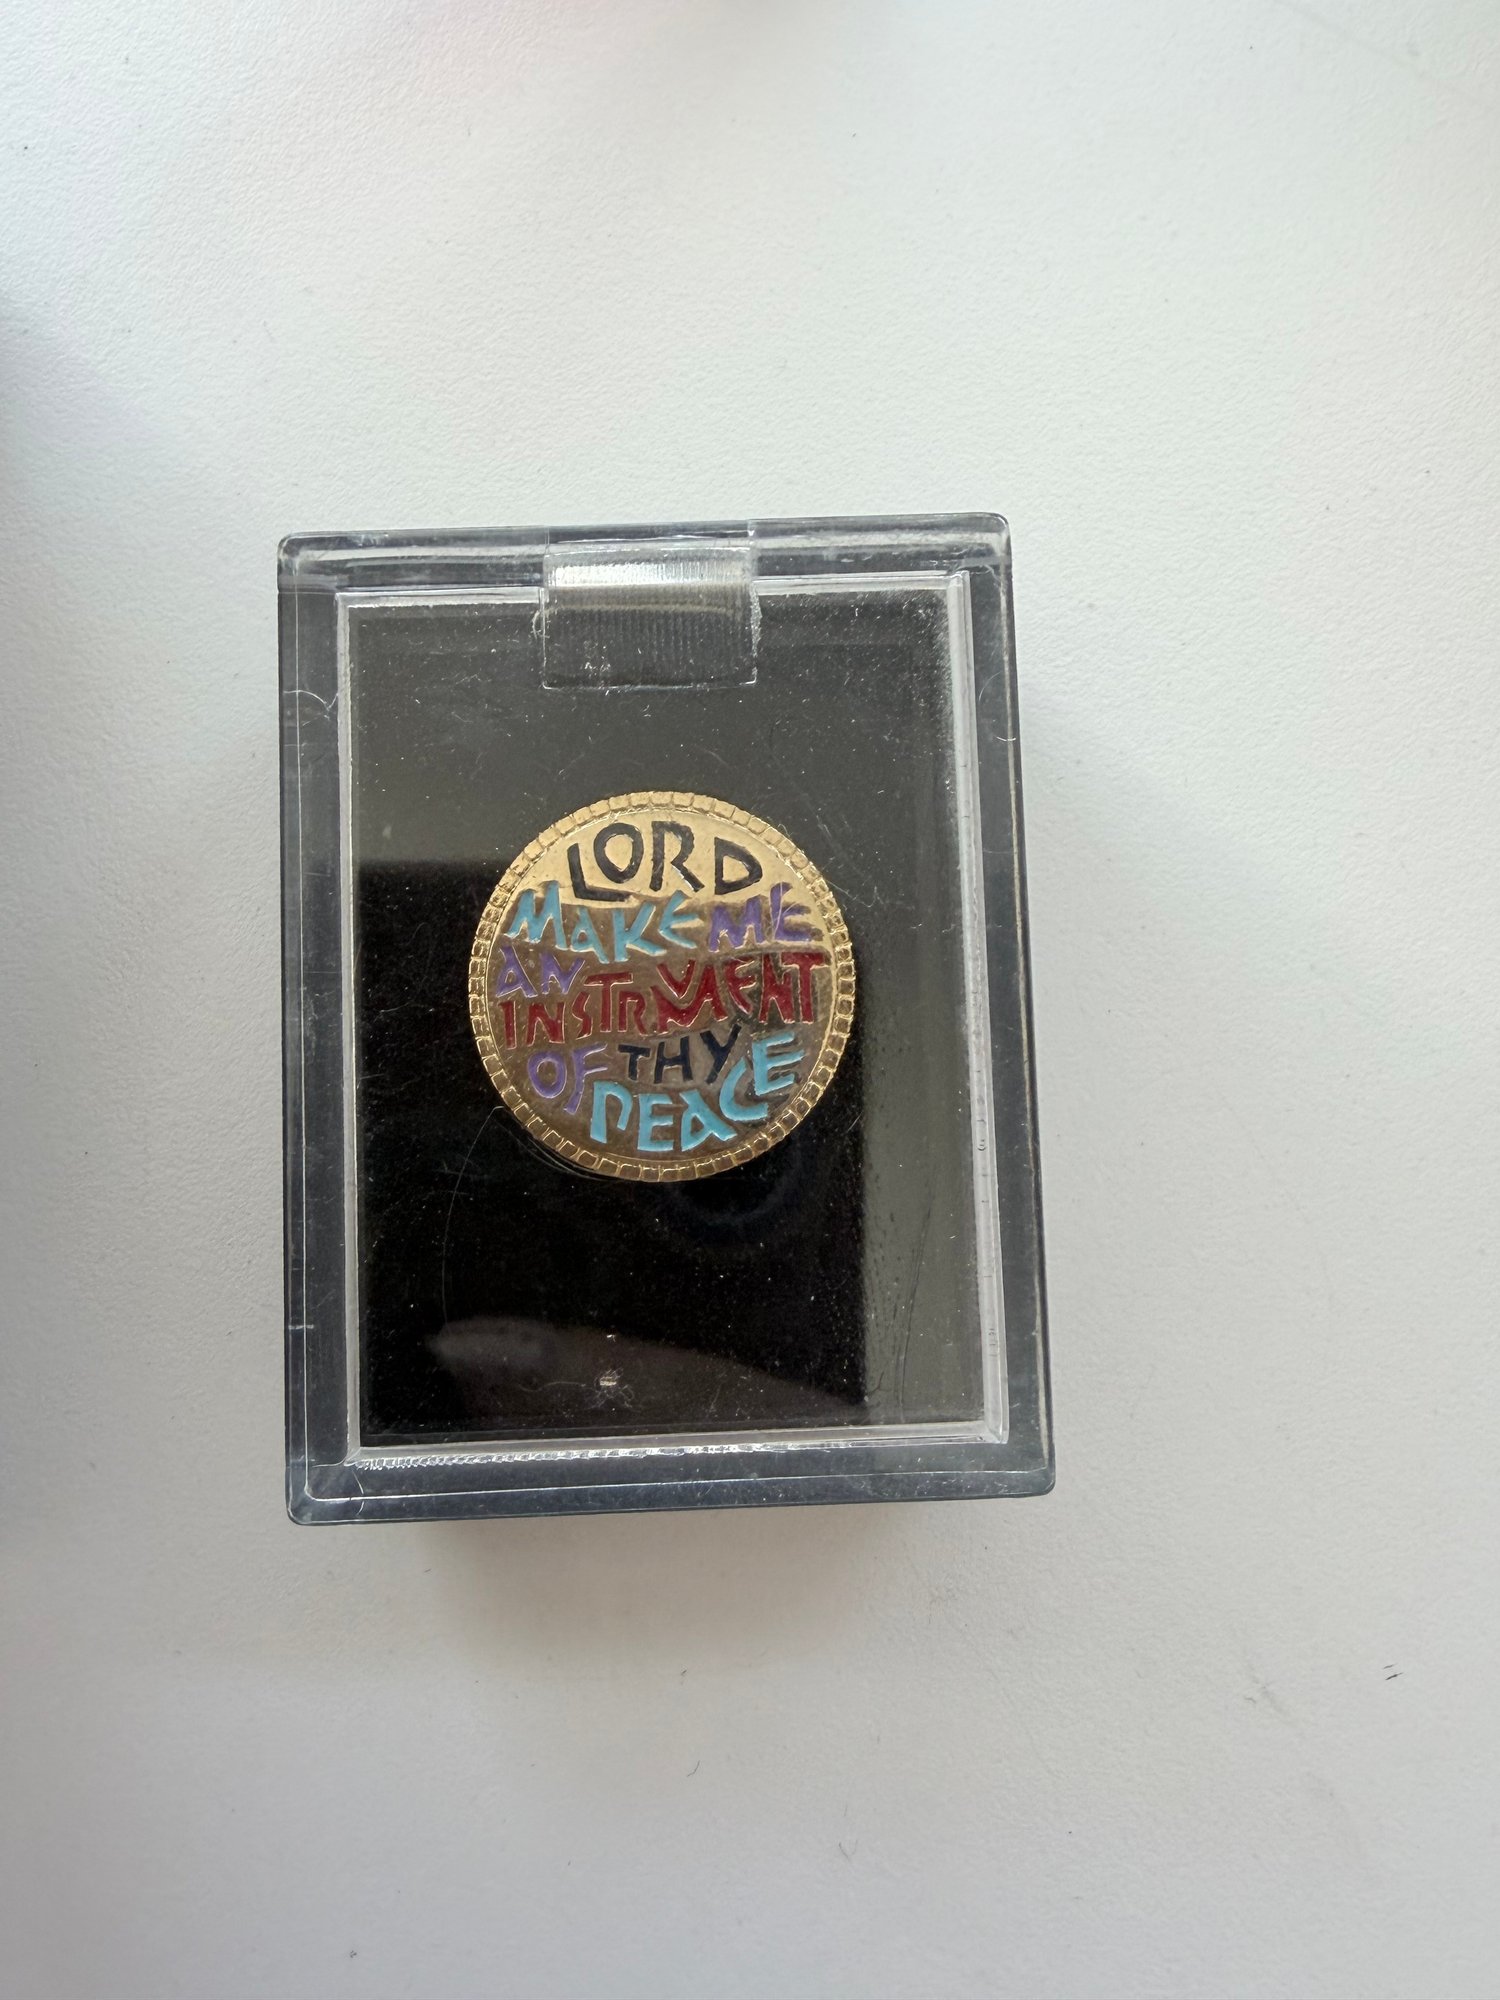 LORD
MAKE ME
AN
INSTRUMENT
OF THY
PEACE